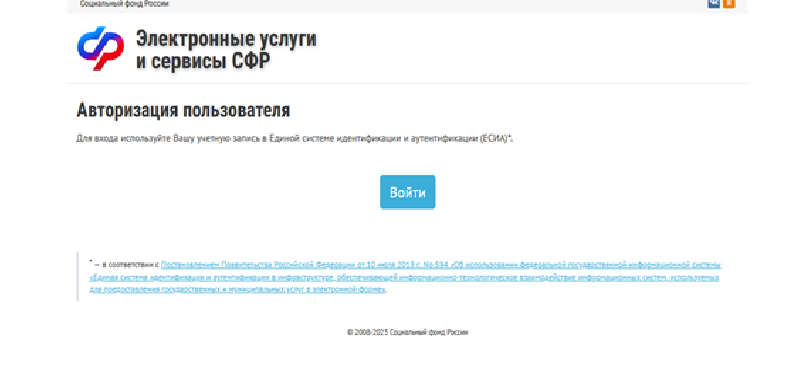 Социальный фонд России
Электронные услуги
и сервисы СФР
Авторизация пользователя
Для входа используйте Вашу учетную запись в Единой системе идентификации и аутентификации (ЕСИА)*.
Войти
* — в соответствии с Постановлением Правительства Российской Федерации от 10 июля 2013 г. No 584 «Об использовании федеральной государственной информационной системы
«Единая система идентификации и аутентификации в инфраструктуре, обеспечивающей информационно-технологическое взаимодействие информационных систем, используемых
для предоставления государственных и муниципальных услуг в электронной форме».
© 2008-2025 Социальный фонд России